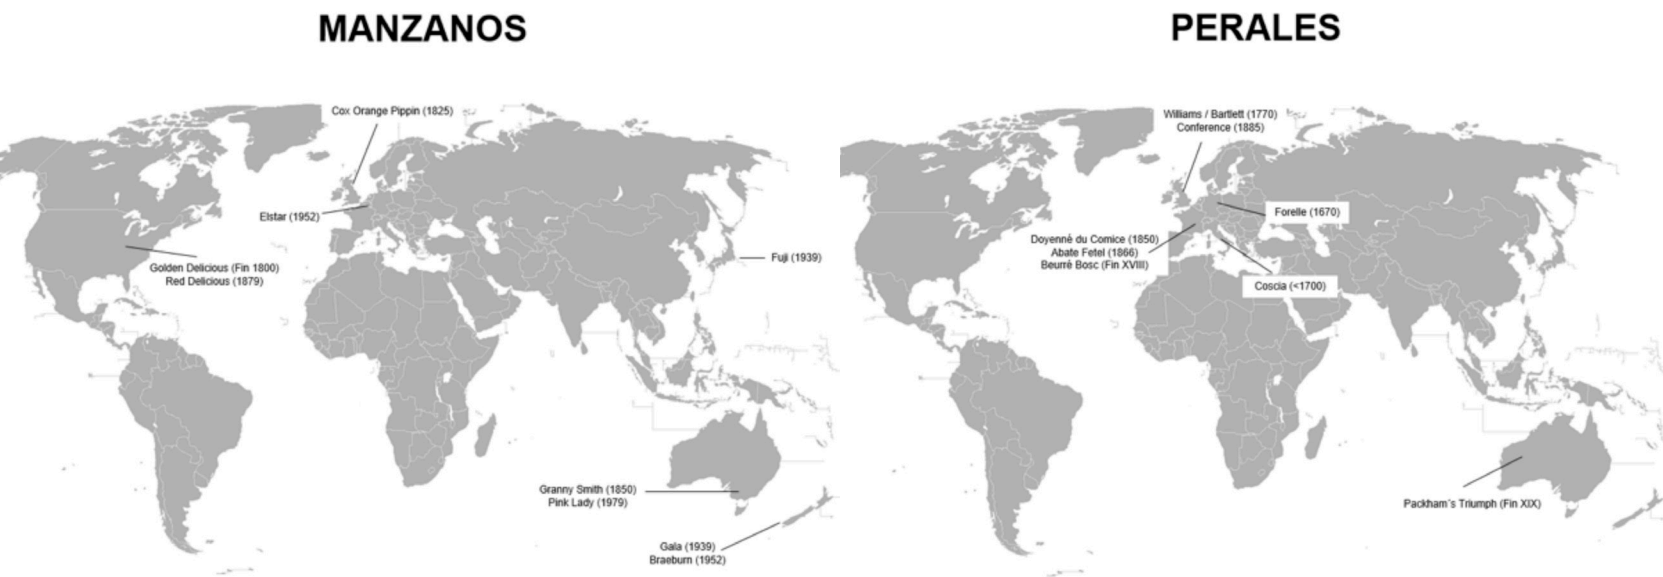 MANZANOS
Cox Orange Pippin (1825)
Elstar (1952)
Golden Delicious (Fin 1800)
Red Delicious (1879)
Fuji (1939)
Granny Smith (1850)
Pink Lady (1979)
Gala (1939)
Braeburn (1952)
PERALES
Williams / Bartlett (1770)
Conference (1885)
Forelle (1670)
Doyenné du Comice (1850)
Abate Fetel (1866)
Beurré Bosc (Fin XVIII)
Coscia (<1700)
Packham´s Triumph (Fin XIX)